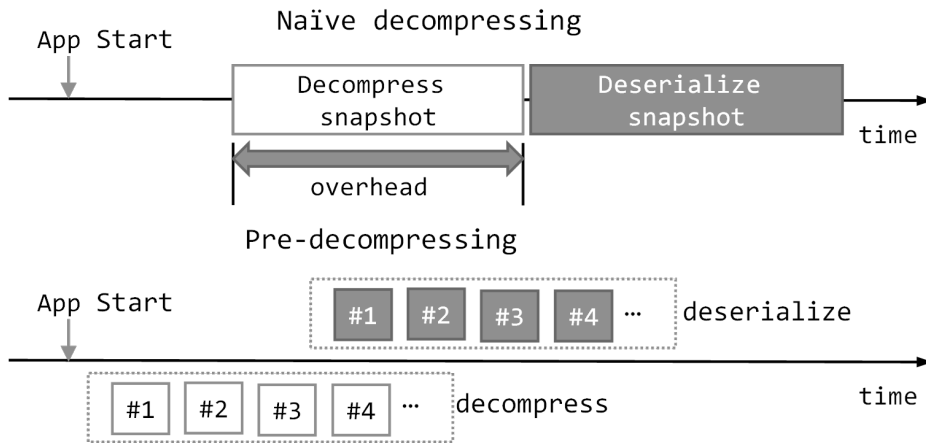 Naïve decompressing
App Start
Decompress
snapshot
Deserialize
snapshot
time
overhead
Pre-decompressing
App Start
#1 #2 #3 #4 ... deserialize
time
#1 #2 #3 #4 ... decompress